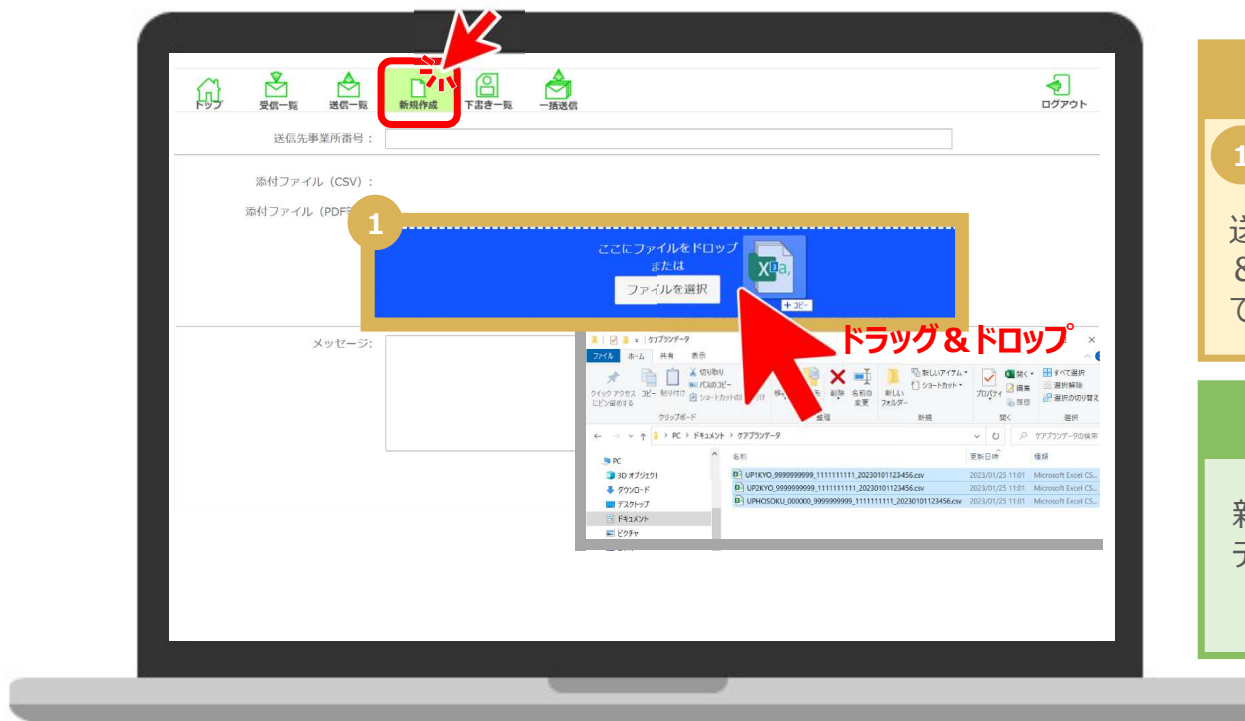 トップ
受信一覧
送信一覧
新規作成
下書き一覧
一括送信
ログアウト
送信先事業所番号：
添付ファイル（CSV）：
添付ファイル（PDF
1
ここにファイルをドロップ
または
ファイルを選択
+コピー
ドラッグ＆ドロップ
メッセージ:
ケアプランデータ
ファイル ホーム 共有 表示
クイック アクセスにピン留めする
コピー
貼り付け
切り取り
パスのコピー
削除
名前の変更
新しいフォルダー
新しいアイテム
ショートカット
プロパティ
開く
編集
履歴
すべて選択
選択解除
選択の切り替え
クリップボード
整理
新規
開く
選択
PC > ドキュメント > ケアプランデータ
ケアプランデータの検索
名前 更新日時 種類
PC
3D オブジェクト
ダウンロード
デスクトップ
ドキュメント
ピクチャ
UP1KYO_9999999999_1111111111_20230101123456.csv 2023/01/25 11:01 Microsoft Excel CS...
UP2KYO_9999999999_1111111111_20230101123456.csv 2023/01/25 11:01 Microsoft Excel CS...
UPHOSOKU_000000_9999999999_1111111111_20230101123456.csv 2023/01/25 11:01 Microsoft Excel CS...
1